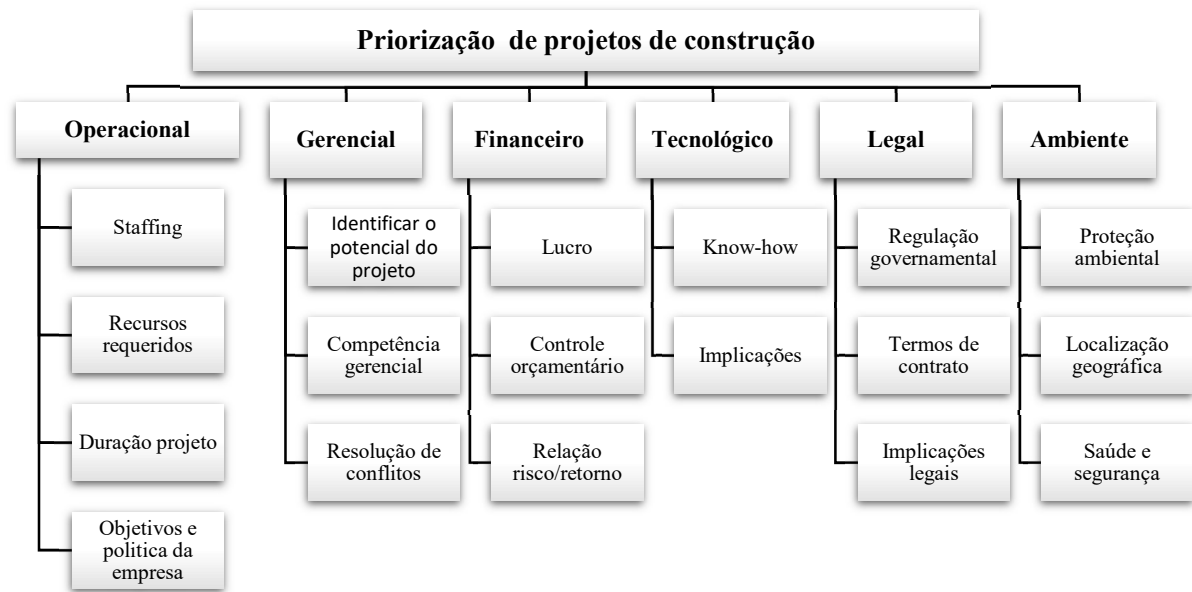 Priorização de projetos de construção
Operacional
Staffing
Recursos
requeridos
Duração projeto
Objetivos e
politica da
empresa
Gerencial
Identificar o
potencial do
projeto
Competência
gerencial
Resolução de
conflitos
Financeiro
Lucro
Controle
orçamentário
Relação
risco/retorno
Tecnológico
Know-how
Implicações
Legal
Regulação
governamental
Termos de
contrato
Implicações
legais
Ambiente
Proteção
ambiental
Localização
geográfica
Saúde e
segurança